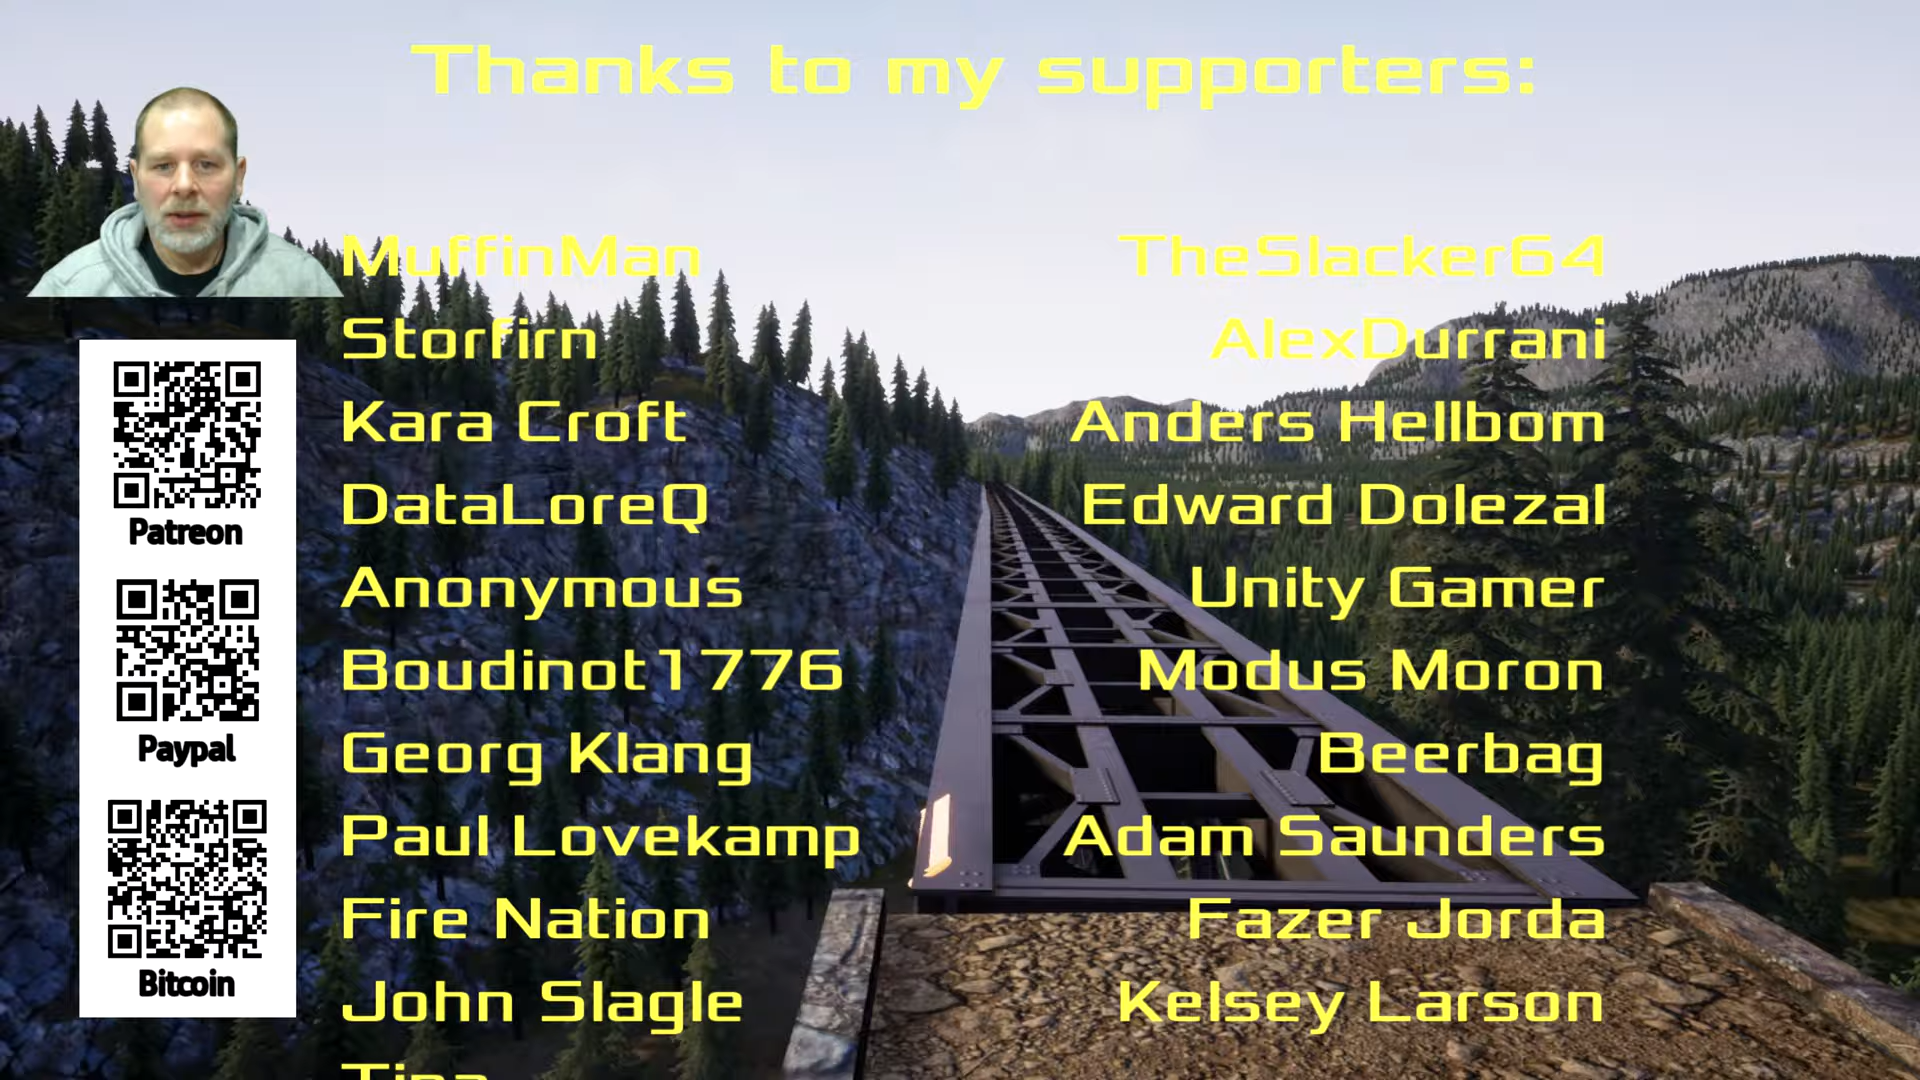 Thanks to my supporters:
MuffinMan
TheSlacker64
Storfirn
AlexDurrani
Kara Croft
Anders Hellbom
DataLoreQ
Edward Dolezal
Anonymous
Unity Gamer
Boudinot1776
Modus Moron
Georg Klang
Beerbag
Paul Lovekamp
Adam Saunders
Fire Nation
Fazer Jorda
John Slagle
Kelsey Larson
Patreon
Paypal
Bitcoin